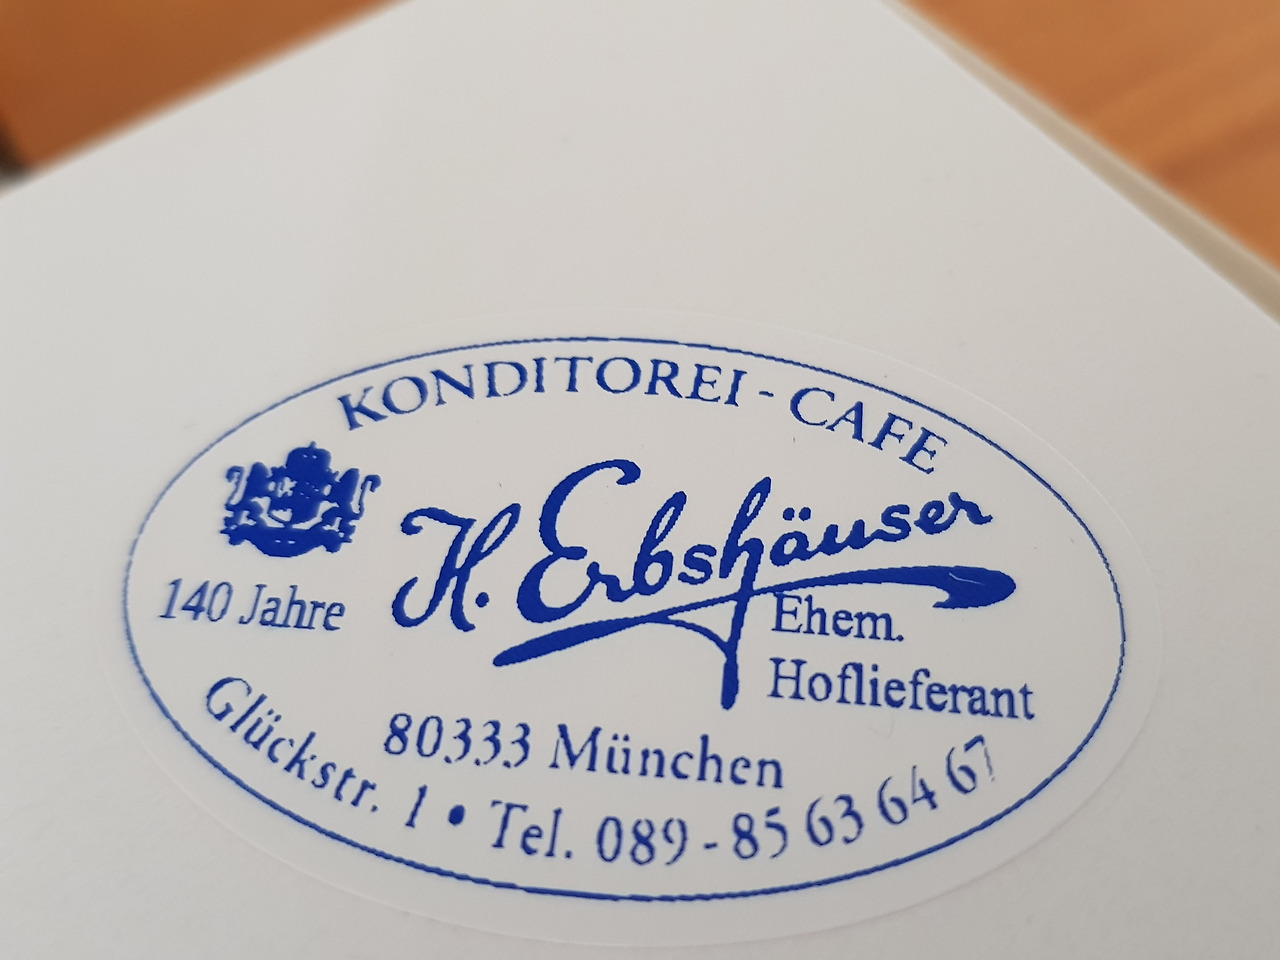 KONDITOREI - CAFE
H. Erbshäuser
140 Jahre
Ehem.
Hoflieferant
80333 München
Glückstr. 1 • Tel. 089 - 85 63 64 67